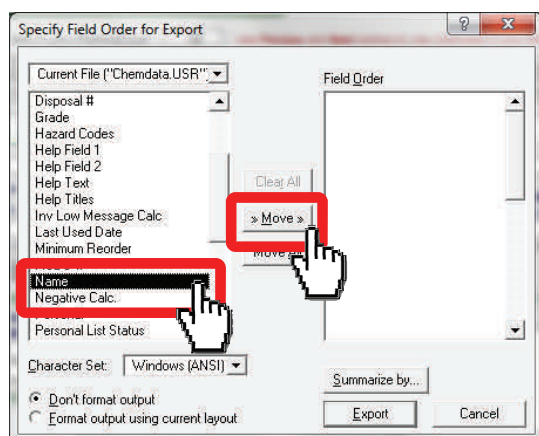 Specify Field Order for Export
Current File ("Chemdata.USR")
Disposal #
Grade
Hazard Codes
Help Field 1
Help Field 2
Help Text
Help Titles
Inv Low Message Calc
Last Used Date
Minimum Reorder
Name
Negative Calc.
Personal List Status
Clear All
» Move »
Move All
Field Order
Character Set: Windows (ANSI)
Don't format output
Format output using current layout
Summarize by...
Export
Cancel